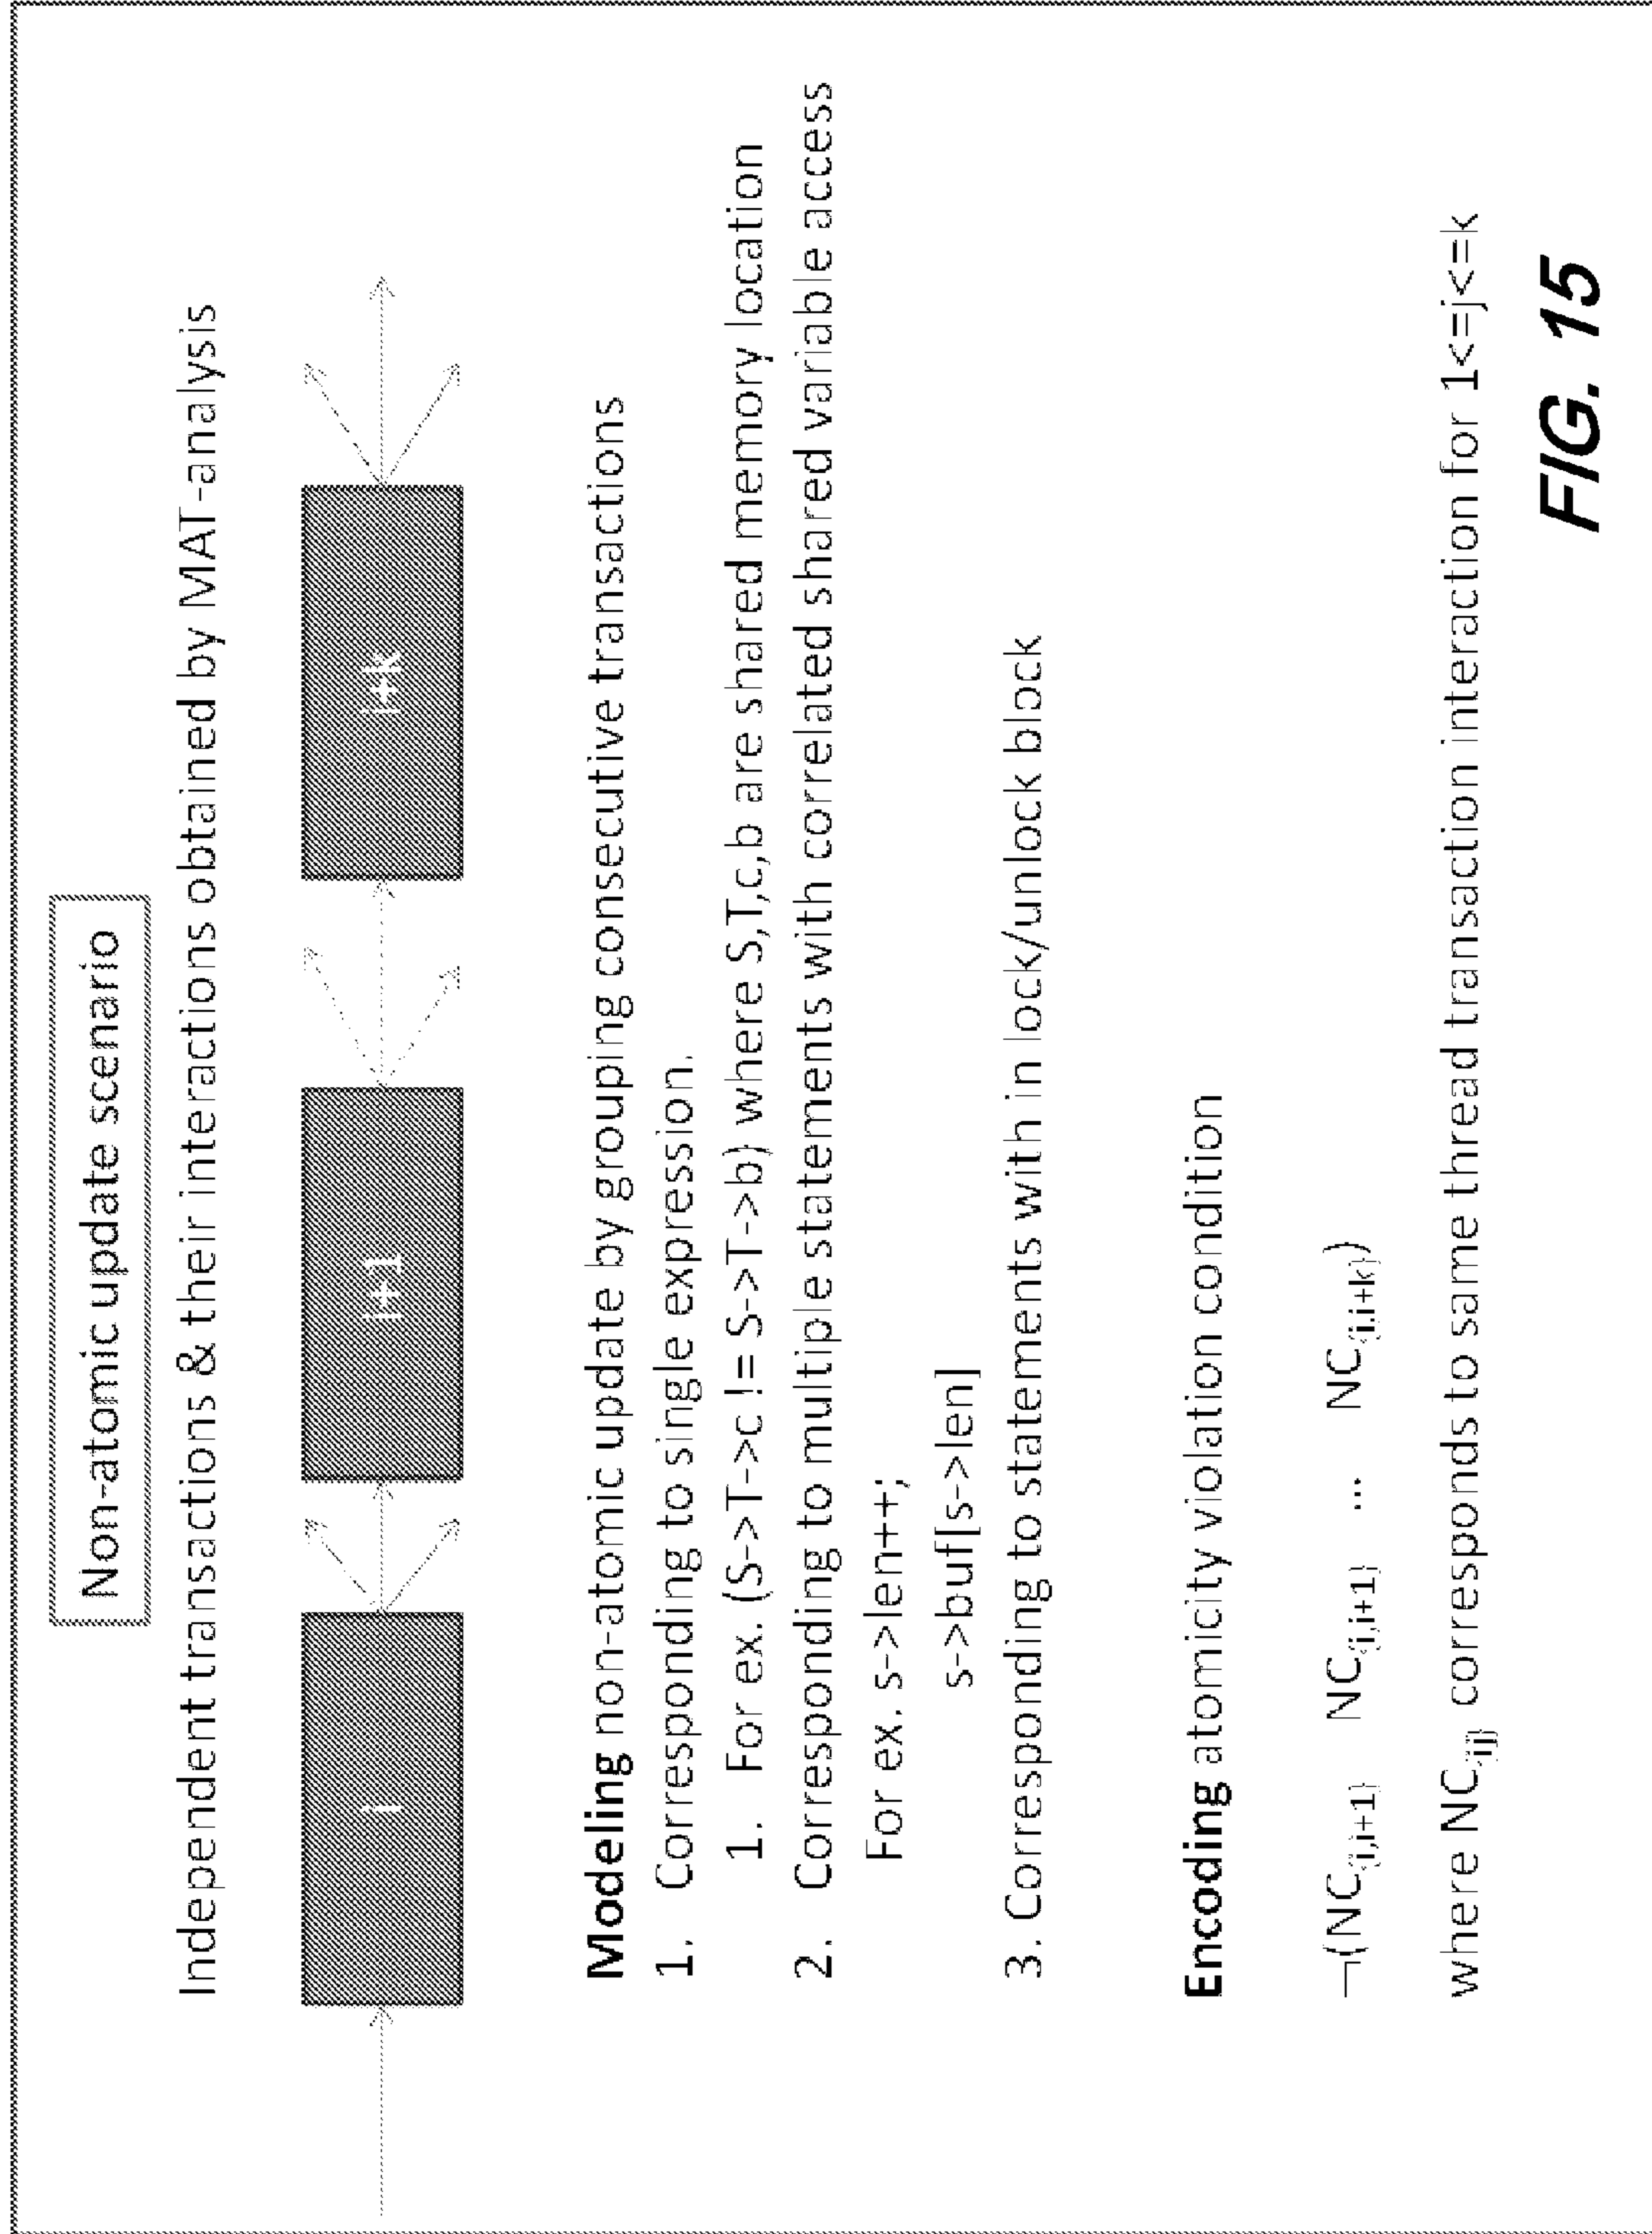 Non-atomic update scenario
Independent transactions & their interactions obtained by MAT-analysis
i i+1 i+k
Modeling non-atomic update by grouping consecutive transactions
1. Corresponding to single expression.
1. For ex. (S->T->c != S->T->b) where S,T,c,b are shared memory location
2. Corresponding to multiple statements with correlated shared variable access
For ex. s->len++;
s->buf[s->len]
3. Corresponding to statements with in lock/unlock block
Encoding atomicity violation condition
¬(NC{i,i+1} NC{i,i+1} ... NC{i.i+k})
where NC{ij} corresponds to same thread transaction interaction for 1<=j<=k
FIG. 15